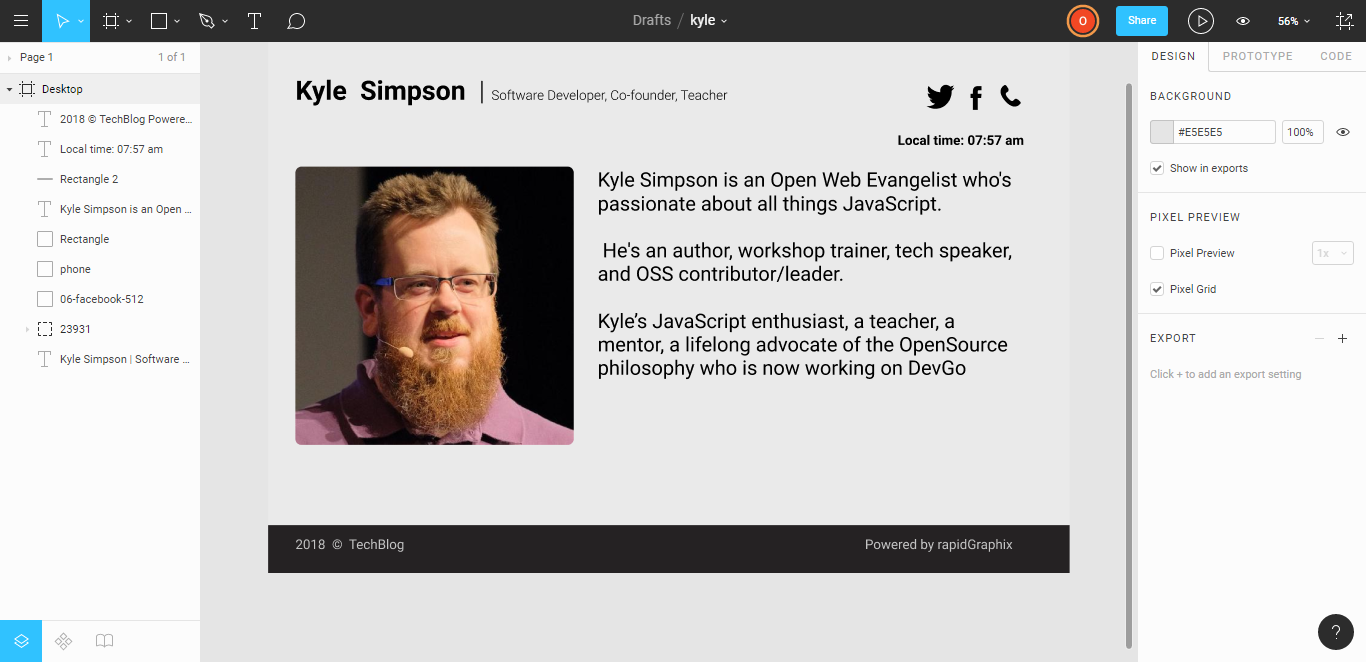 Drafts / kyle
O
Share
56%
Page 1
1 of 1
Desktop
2018 © TechBlog Powere...
Local time: 07:57 am
Rectangle 2
Kyle Simpson is an Open ...
Rectangle
phone
06-facebook-512
23931
Kyle Simpson | Software ...
Kyle Simpson | Software Developer, Co-founder, Teacher
Local time: 07:57 am
Kyle Simpson is an Open Web Evangelist who's
passionate about all things JavaScript.
He's an author, workshop trainer, tech speaker,
and OSS contributor/leader.
Kyle’s JavaScript enthusiast, a teacher, a
mentor, a lifelong advocate of the OpenSource
philosophy who is now working on DevGo
2018 © TechBlog
Powered by rapidGraphix
DESIGN PROTOTYPE CODE
BACKGROUND
#E5E5E5 100%
Show in exports
PIXEL PREVIEW
Pixel Preview 1x
Pixel Grid
EXPORT
Click + to add an export setting
?